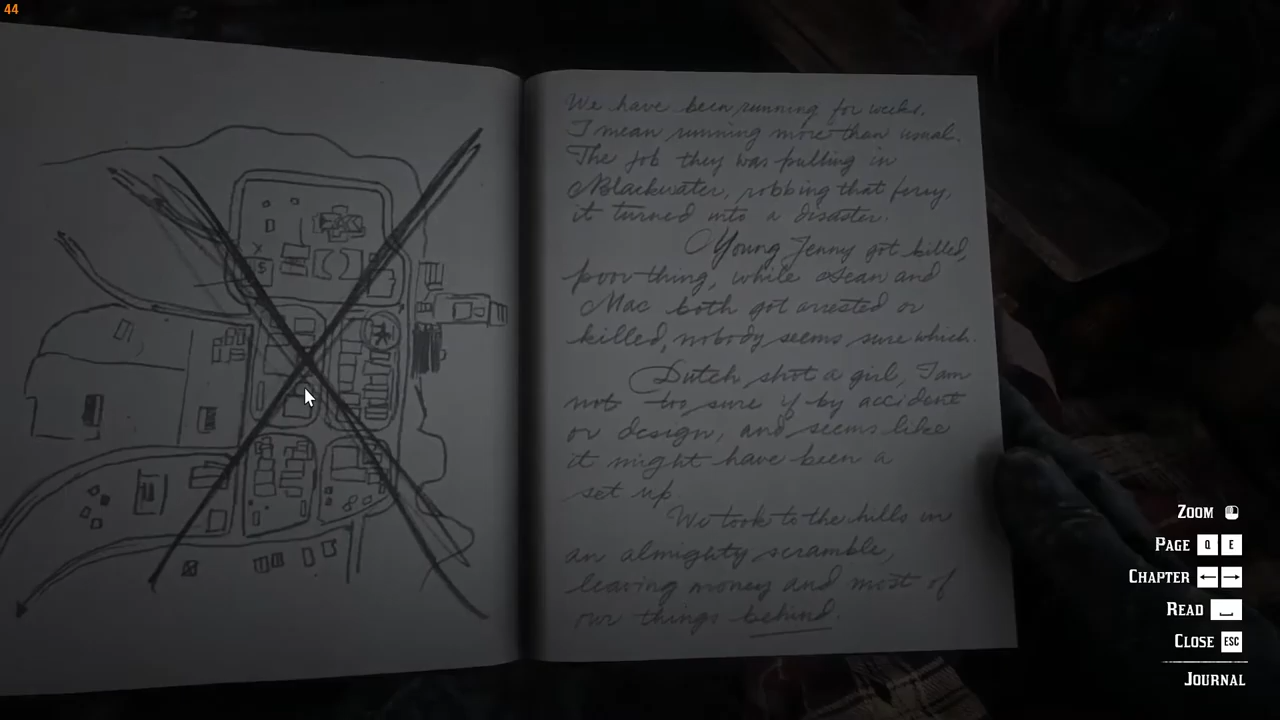 44
We have been running for weeks.
I mean running more than usual.
The job they was pulling in
Blackwater, robbing that ferry,
it turned into a disaster.
Young Jenny got killed,
poor thing, while Sean and
Mac both got arrested or
killed, nobody seems sure which.
Dutch shot a girl, I am
not too sure if by accident
or design, and seems like
it might have been a
set up.
We took to the hills in
an almighty scramble,
leaving money and most of
our things behind.
S
X
ZOOM
PAGE Q E
CHAPTER ← →
READ
CLOSE ESC
JOURNAL